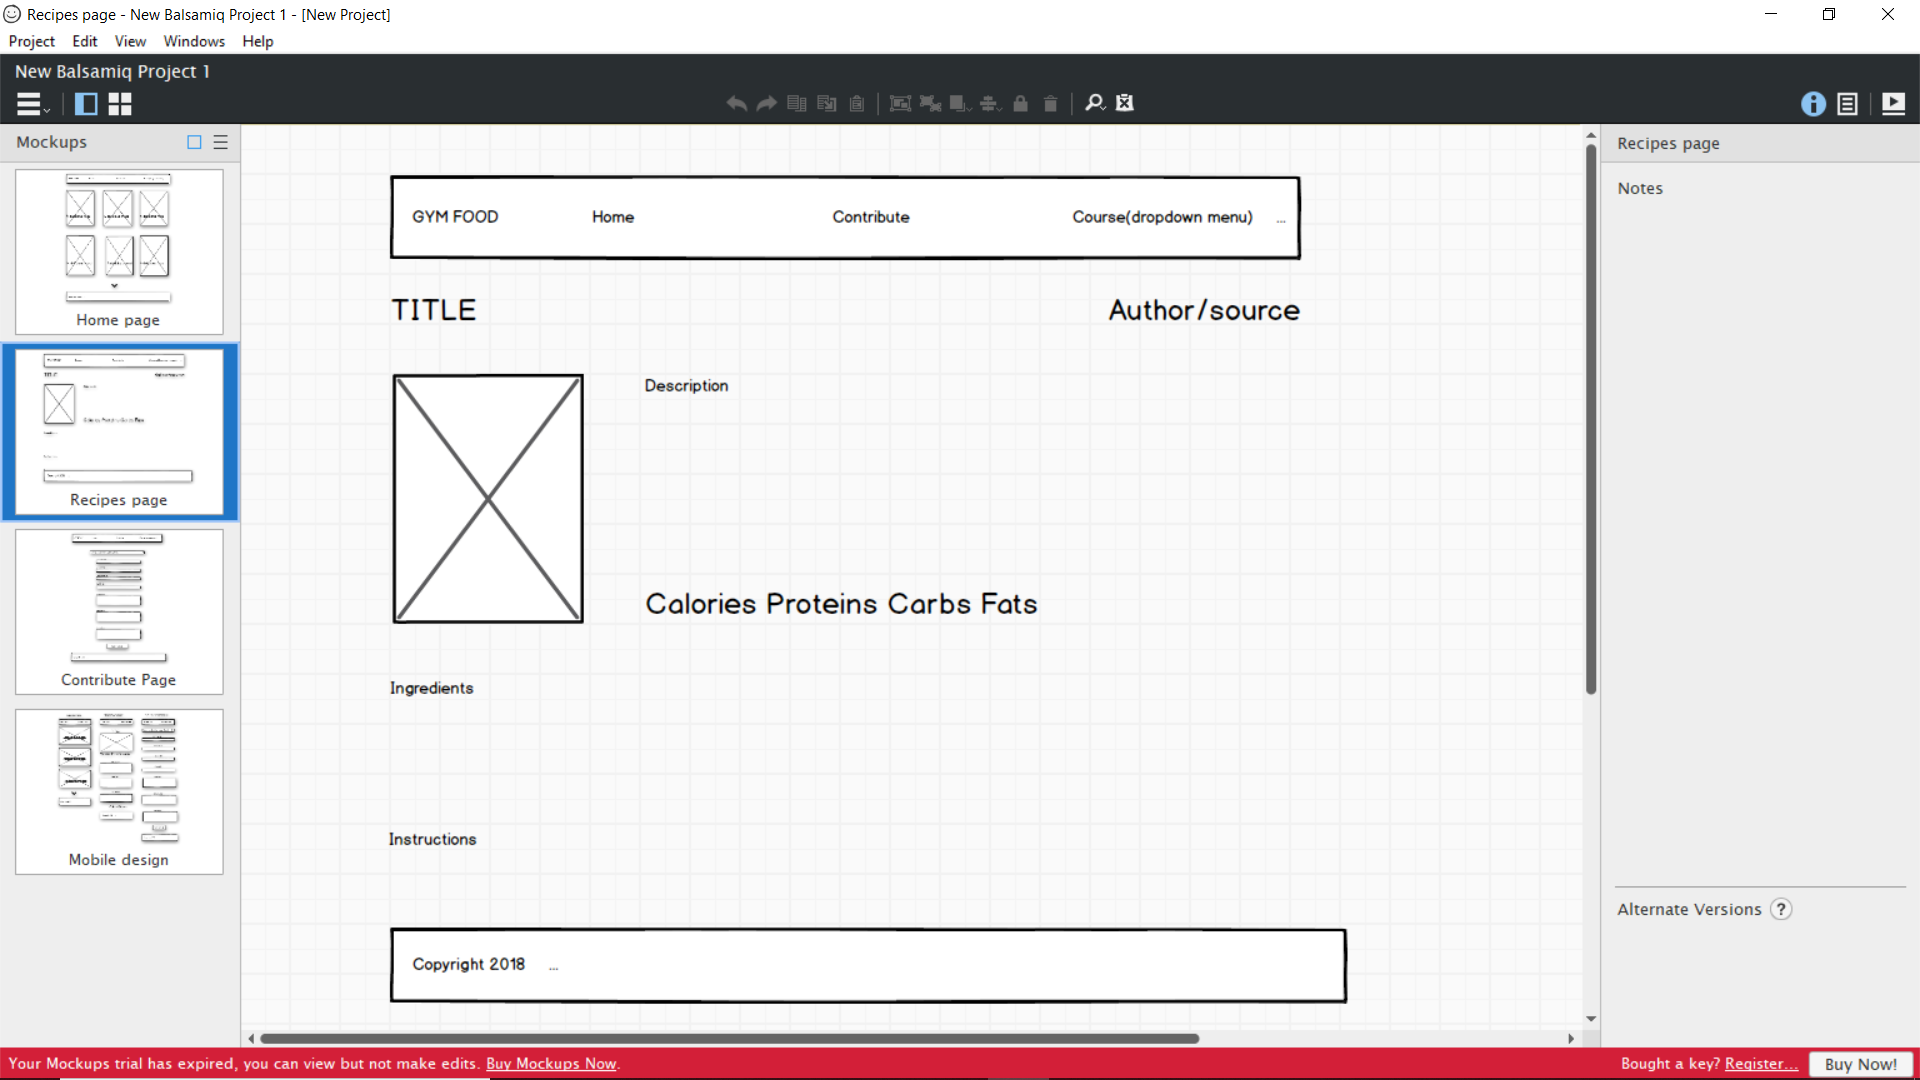 Recipes page - New Balsamiq Project 1 - [New Project]
Project Edit View Windows Help
New Balsamiq Project 1
Mockups
Home page
Recipes page
Contribute Page
Mobile design
GYM FOOD Home Contribute Course(dropdown menu) ...
TITLE Author/source
Description
Calories Proteins Carbs Fats
Ingredients
Instructions
Copyright 2018 ...
Recipes page
Notes
Alternate Versions ?
Your Mockups trial has expired, you can view but not make edits. Buy Mockups Now.
Bought a key? Register... Buy Now!